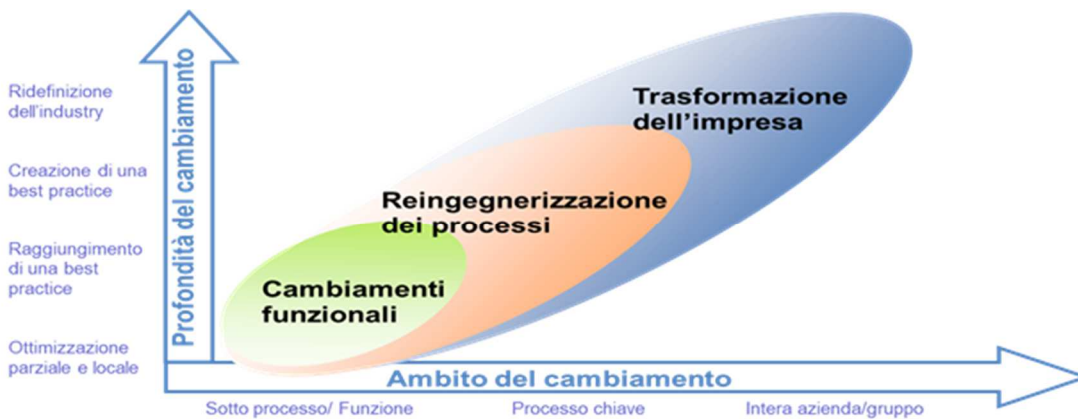 Profondità del cambiamento
Ridefinizione
dell'industry
Creazione di una
best practice
Raggiungimento
di una best
practice
Ottimizzazione
parziale e locale
Trasformazione
dell'impresa
Reingegnerizzazione
dei processi
Cambiamenti
funzionali
Ambito del cambiamento
Sotto processo/ Funzione
Processo chiave
Intera azienda/gruppo